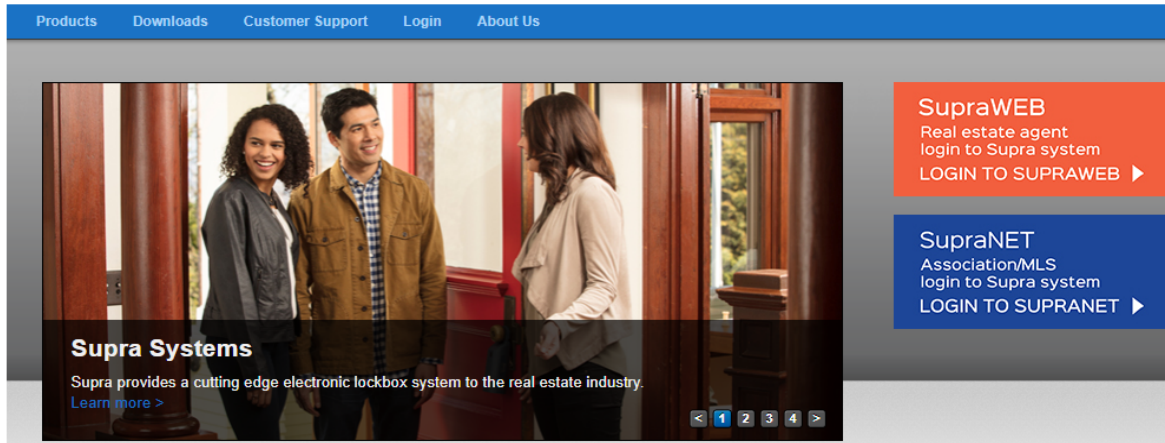 Products Downloads Customer Support Login About Us
SupraWEB
Real estate agent
login to Supra system
LOGIN TO SUPRAWEB
SupraNET
Association/MLS
login to Supra system
LOGIN TO SUPRANET
Supra Systems
Supra provides a cutting edge electronic lockbox system to the real estate industry.
Learn more >
< 1 2 3 4 >